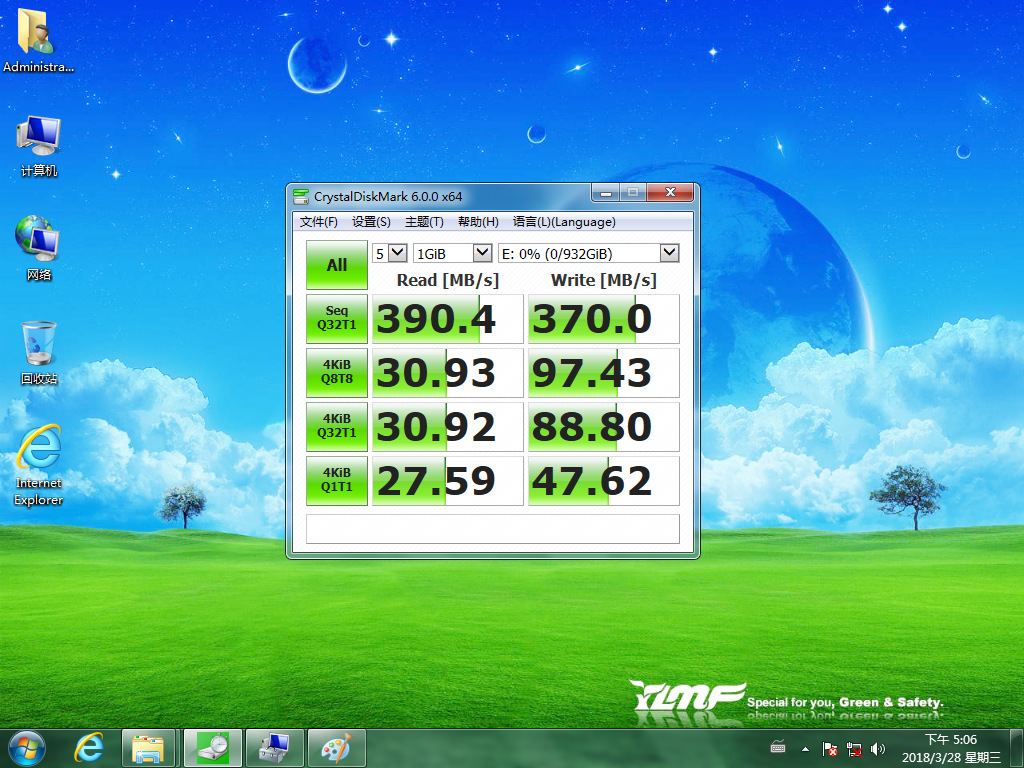 Administra...
计算机
网络
回收站
Internet
Explorer
CrystalDiskMark 6.0.0 x64
文件(F) 设置(S) 主题(T) 帮助(H) 语言(L)(Language)
All
5 1GiB E: 0% (0/932GiB)
Read [MB/s] Write [MB/s]
Seq
Q32T1
390.4 370.0
4KiB
Q8T8
30.93 97.43
4KiB
Q32T1
30.92 88.80
4KiB
Q1T1
27.59 47.62
YLMF Special for you, Green & Safety.
下午 5:06
2018/3/28 星期三